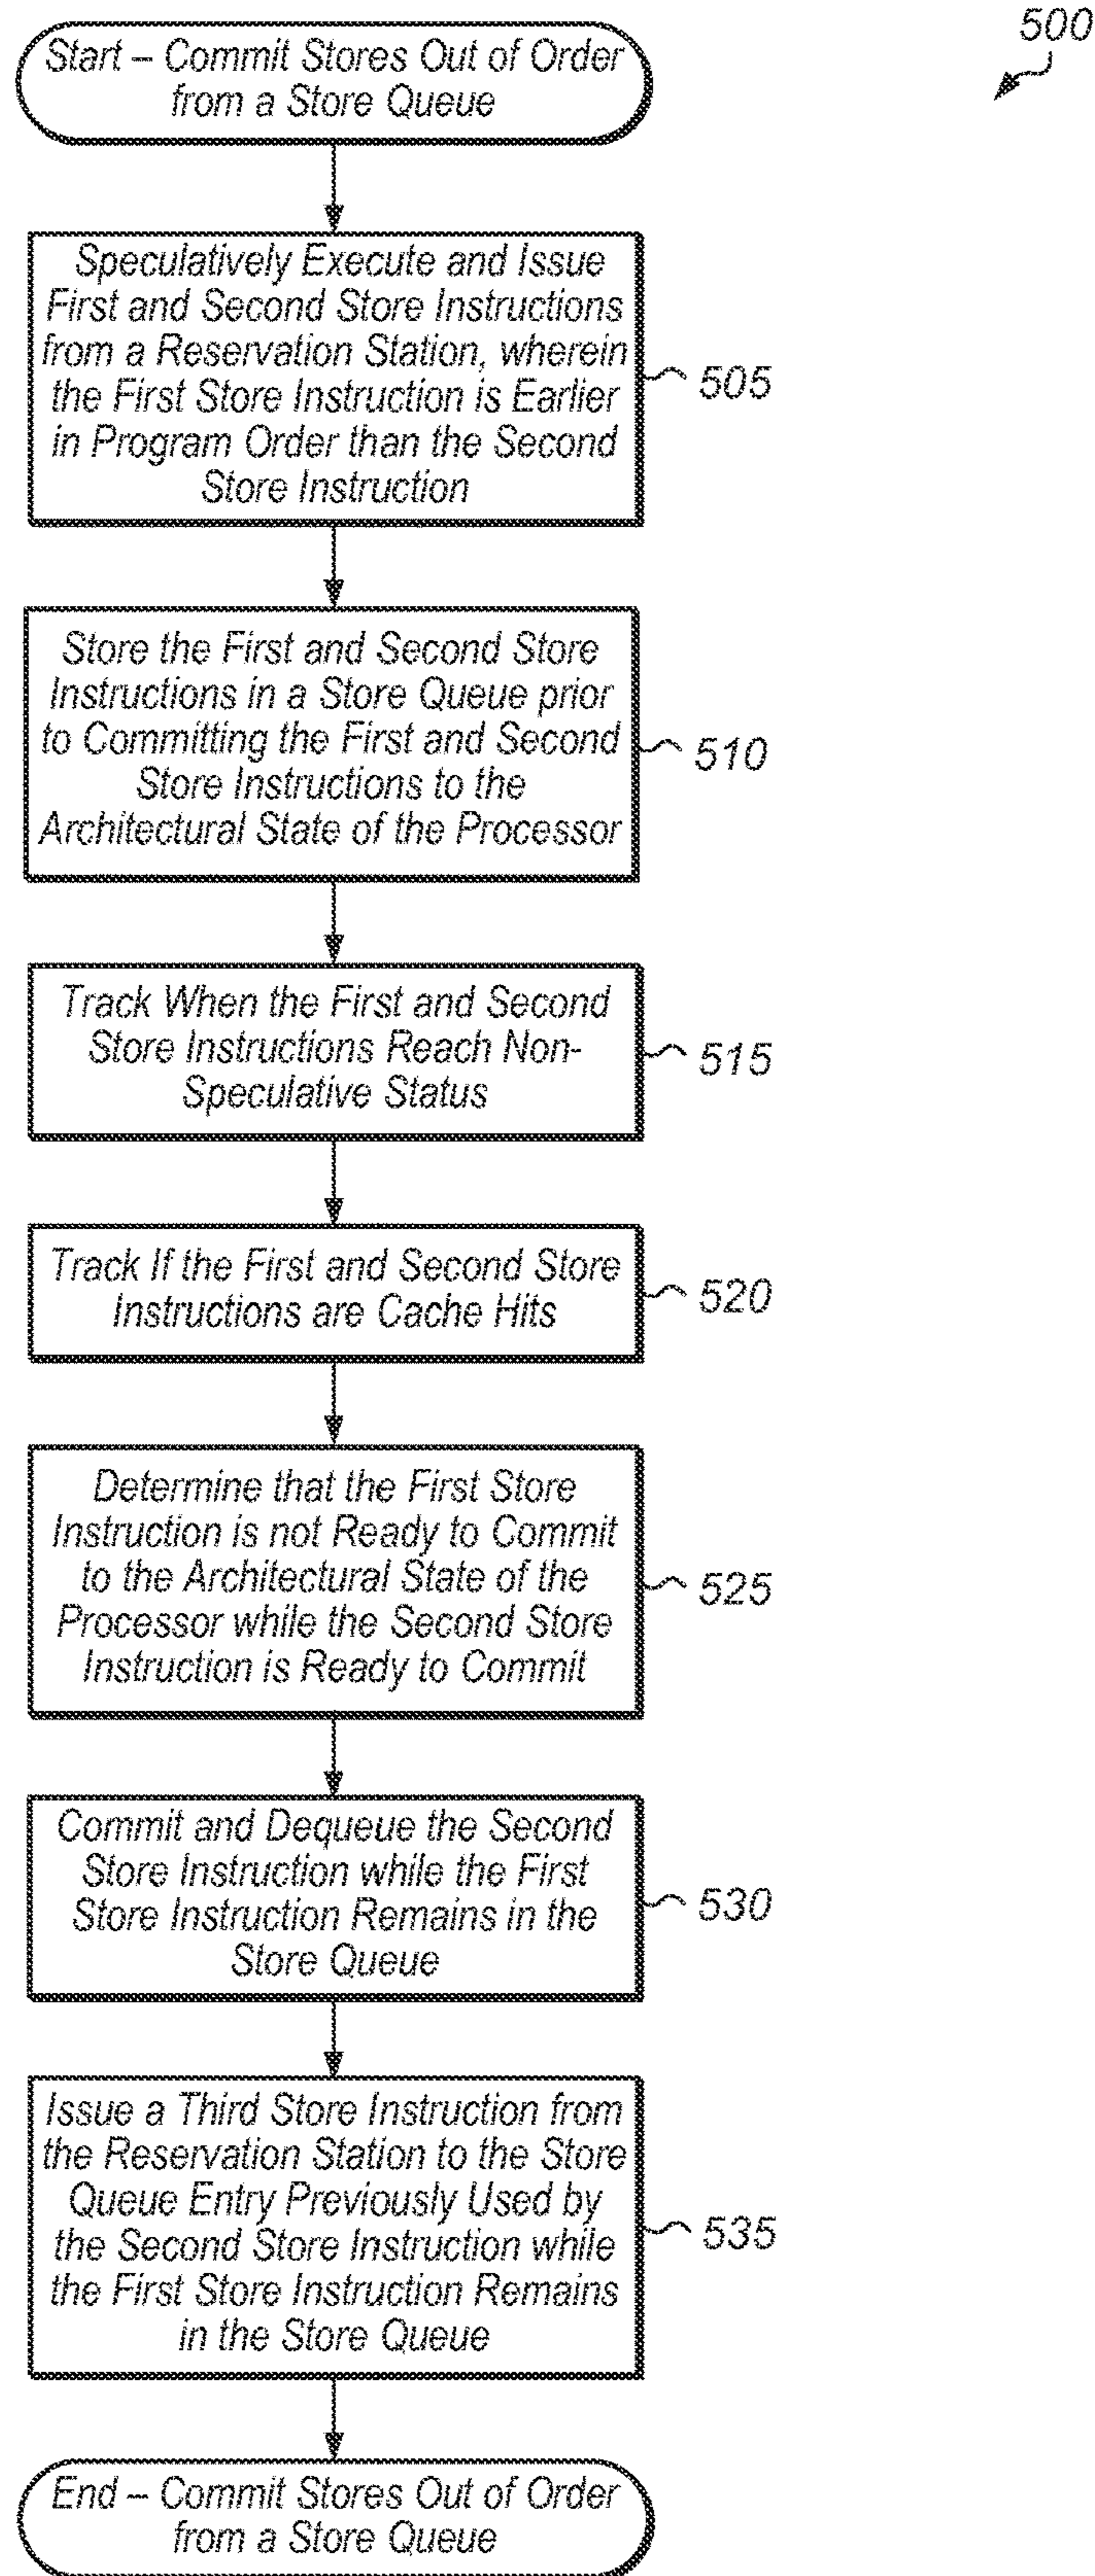 500
Start – Commit Stores Out of Order
from a Store Queue
Speculatively Execute and Issue
First and Second Store Instructions
from a Reservation Station, wherein
the First Store Instruction is Earlier
in Program Order than the Second
Store Instruction
505
Store the First and Second Store
Instructions in a Store Queue prior
to Committing the First and Second
Store Instructions to the
Architectural State of the Processor
510
Track When the First and Second
Store Instructions Reach Non-
Speculative Status
515
Track If the First and Second Store
Instructions are Cache Hits
520
Determine that the First Store
Instruction is not Ready to Commit
to the Architectural State of the
Processor while the Second Store
Instruction is Ready to Commit
525
Commit and Dequeue the Second
Store Instruction while the First
Store Instruction Remains in the
Store Queue
530
Issue a Third Store Instruction from
the Reservation Station to the Store
Queue Entry Previously Used by
the Second Store Instruction while
the First Store Instruction Remains
in the Store Queue
535
End – Commit Stores Out of Order
from a Store Queue